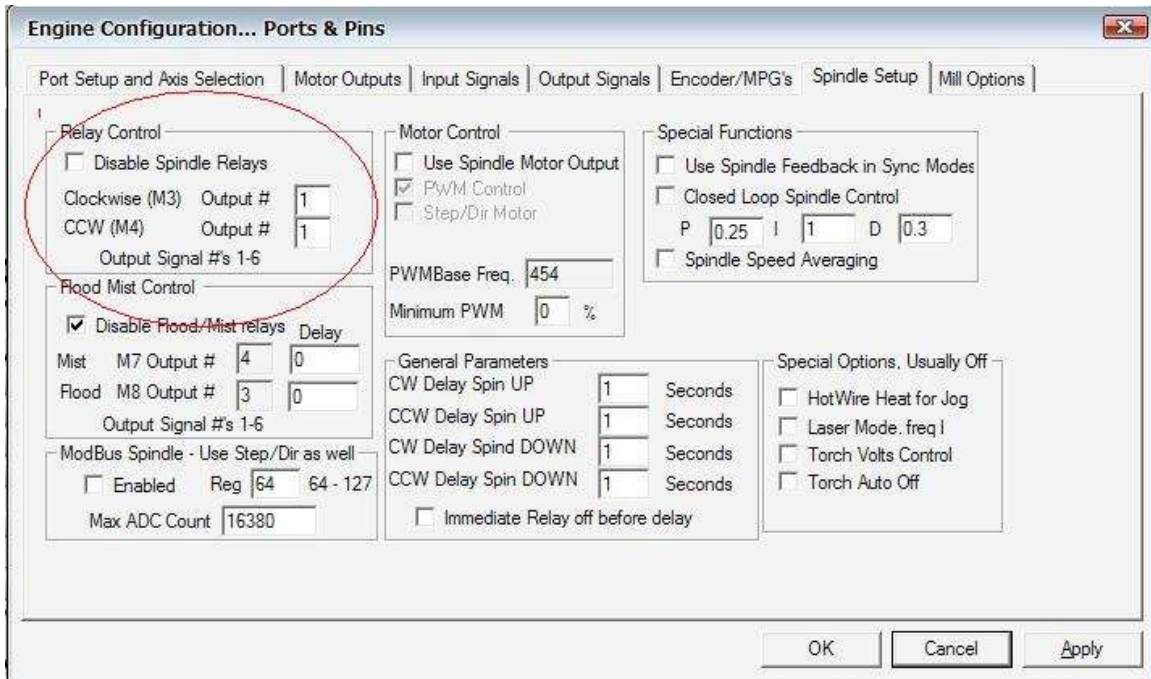 Engine Configuration... Ports & Pins
Port Setup and Axis Selection
Motor Outputs
Input Signals
Output Signals
Encoder/MPG's
Spindle Setup
Mill Options
Relay Control
Disable Spindle Relays
Clockwise (M3) Output # 1
CCW (M4) Output # 1
Output Signal #'s 1-6
Flood Mist Control
Disable Flood/Mist relays Delay
Mist M7 Output # 4 0
Flood M8 Output # 3 0
Output Signal #'s 1-6
ModBus Spindle - Use Step/Dir as well
Enabled Reg 64 64 - 127
Max ADC Count 16380
Motor Control
Use Spindle Motor Output
PWM Control
Step/Dir Motor
PWMBase Freq. 454
Minimum PWM 0 %
General Parameters
CW Delay Spin UP 1 Seconds
CCW Delay Spin UP 1 Seconds
CW Delay Spind DOWN 1 Seconds
CCW Delay Spin DOWN 1 Seconds
Immediate Relay off before delay
Special Functions
Use Spindle Feedback in Sync Modes
Closed Loop Spindle Control
P 0.25 I 1 D 0.3
Spindle Speed Averaging
Special Options, Usually Off
HotWire Heat for Jog
Laser Mode. freq
Torch Volts Control
Torch Auto Off
OK
Cancel
Apply